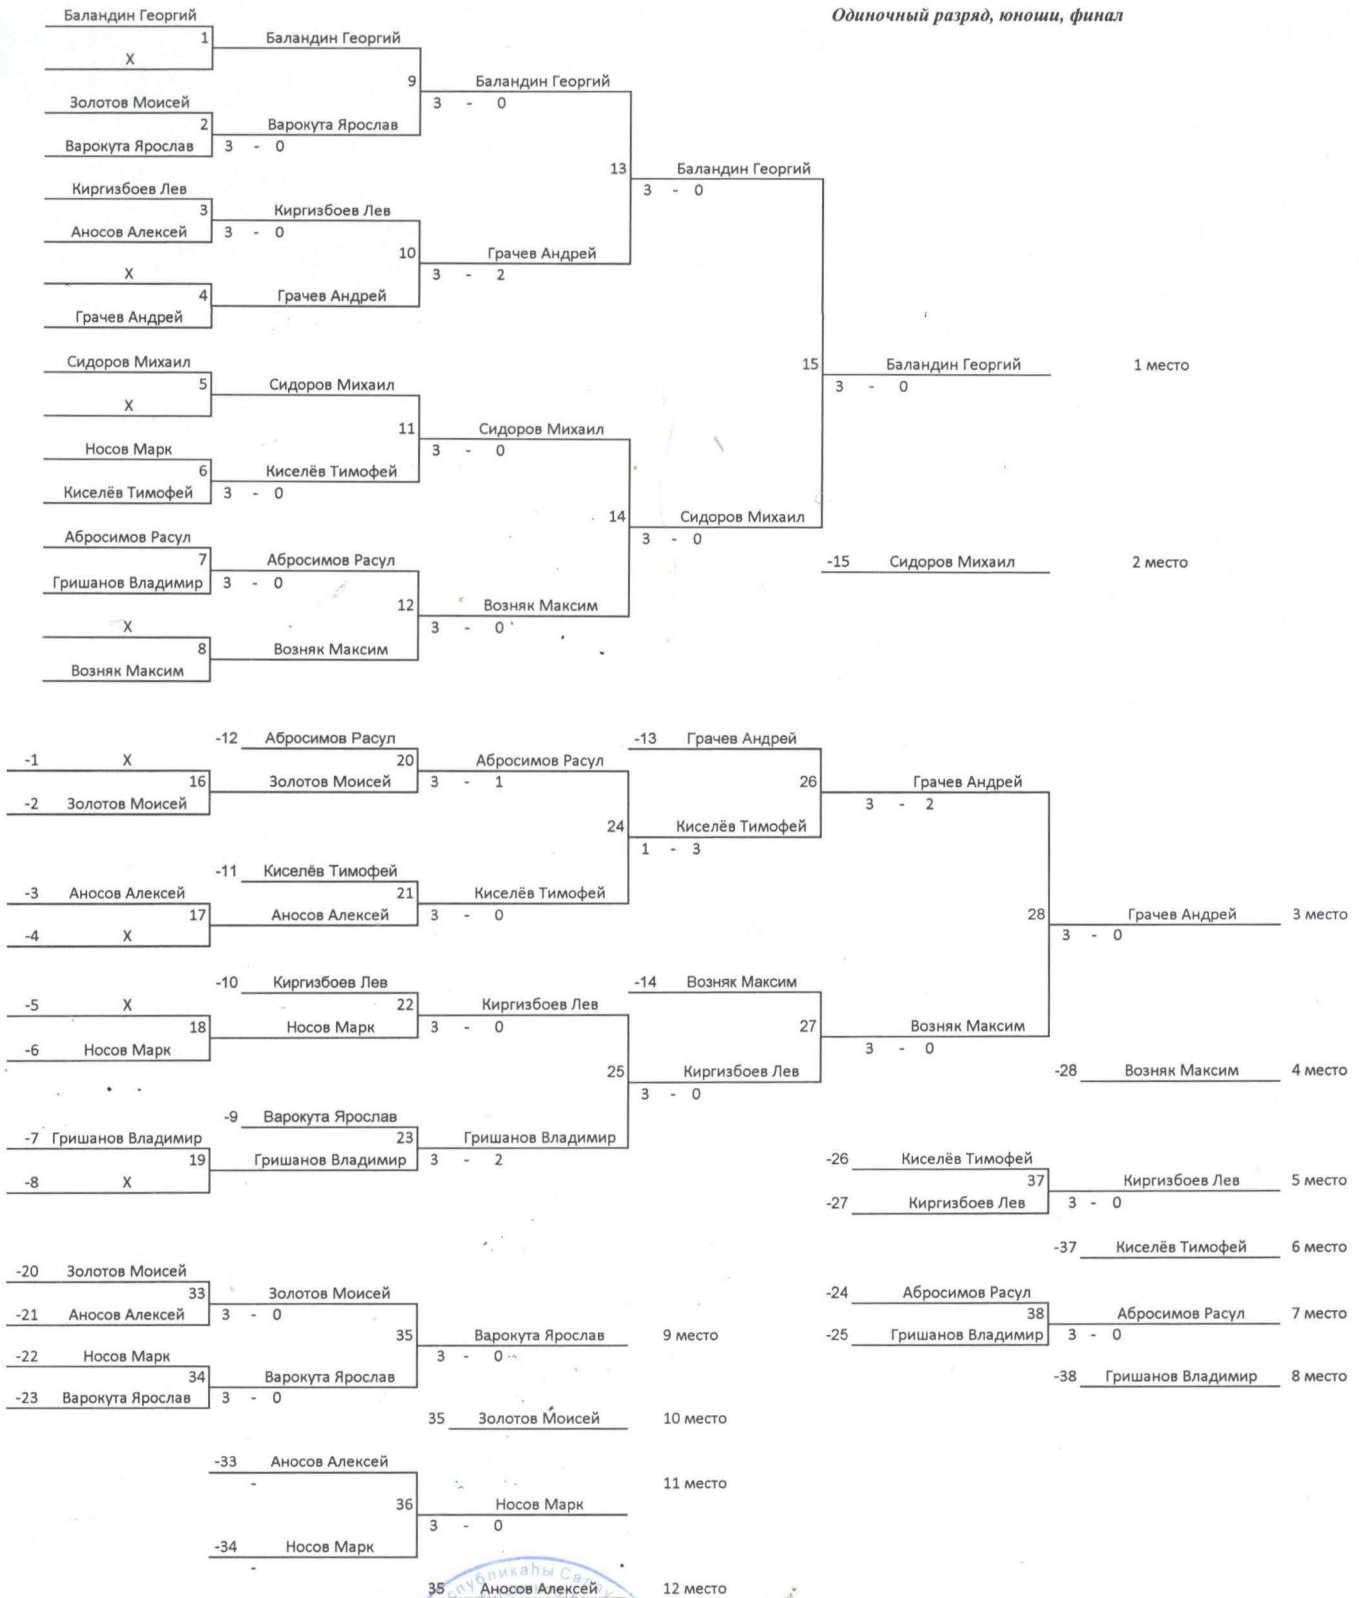 Одиночный разряд, юноши, финал
Баландин Георгий
1 Баландин Георгий
X
9 Баландин Георгий
3 - 0
Золотов Моисей
2 Варокута Ярослав
Варокута Ярослав 3 - 0
13 Баландин Георгий
3 - 0
Киргизбоев Лев
3 Киргизбоев Лев
Аносов Алексей 3 - 0
10 Грачев Андрей
3 - 2
X
4 Грачев Андрей
Грачев Андрей
15 Баландин Георгий 1 место
3 - 0
Сидоров Михаил
5 Сидоров Михаил
X
11 Сидоров Михаил
3 - 0
Носов Марк
6 Киселёв Тимофей
Киселёв Тимофей 3 - 0
14 Сидоров Михаил
3 - 0
Абросимов Расул
7 Абросимов Расул
Гришанов Владимир 3 - 0
-15 Сидоров Михаил 2 место
12 Возняк Максим
3 - 0
X
8 Возняк Максим
Возняк Максим
-12 Абросимов Расул
-13 Грачев Андрей
-1 X
20 Абросимов Расул
16 Золотов Моисей 3 - 1
26 Грачев Андрей
-2 Золотов Моисей
3 - 2
24 Киселёв Тимофей
1 - 3
-11 Киселёв Тимофей
-3 Аносов Алексей
21 Киселёв Тимофей
17 Аносов Алексей 3 - 0
28 Грачев Андрей 3 место
-4 X
3 - 0
-10 Киргизбоев Лев
-14 Возняк Максим
-5 X
22 Киргизбоев Лев
18 Носов Марк 3 - 0
27 Возняк Максим
-6 Носов Марк
3 - 0
25 Киргизбоев Лев
3 - 0
-28 Возняк Максим 4 место
-9 Варокута Ярослав
-7 Гришанов Владимир
23 Гришанов Владимир
19 Гришанов Владимир 3 - 2
-26 Киселёв Тимофей
-8 X
37 Киргизбоев Лев 5 место
-27 Киргизбоев Лев 3 - 0
-37 Киселёв Тимофей 6 место
-20 Золотов Моисей
33 Золотов Моисей
-24 Абросимов Расул
-21 Аносов Алексей 3 - 0
38 Абросимов Расул 7 место
35 Варокута Ярослав 9 место
-25 Гришанов Владимир 3 - 0
-22 Носов Марк
3 - 0
34 Варокута Ярослав
-38 Гришанов Владимир 8 место
-23 Варокута Ярослав 3 - 0
35 Золотов Моисей 10 место
-33 Аносов Алексей
-
11 место
36 Носов Марк
3 - 0
-34 Носов Марк
-
35 Аносов Алексей 12 место